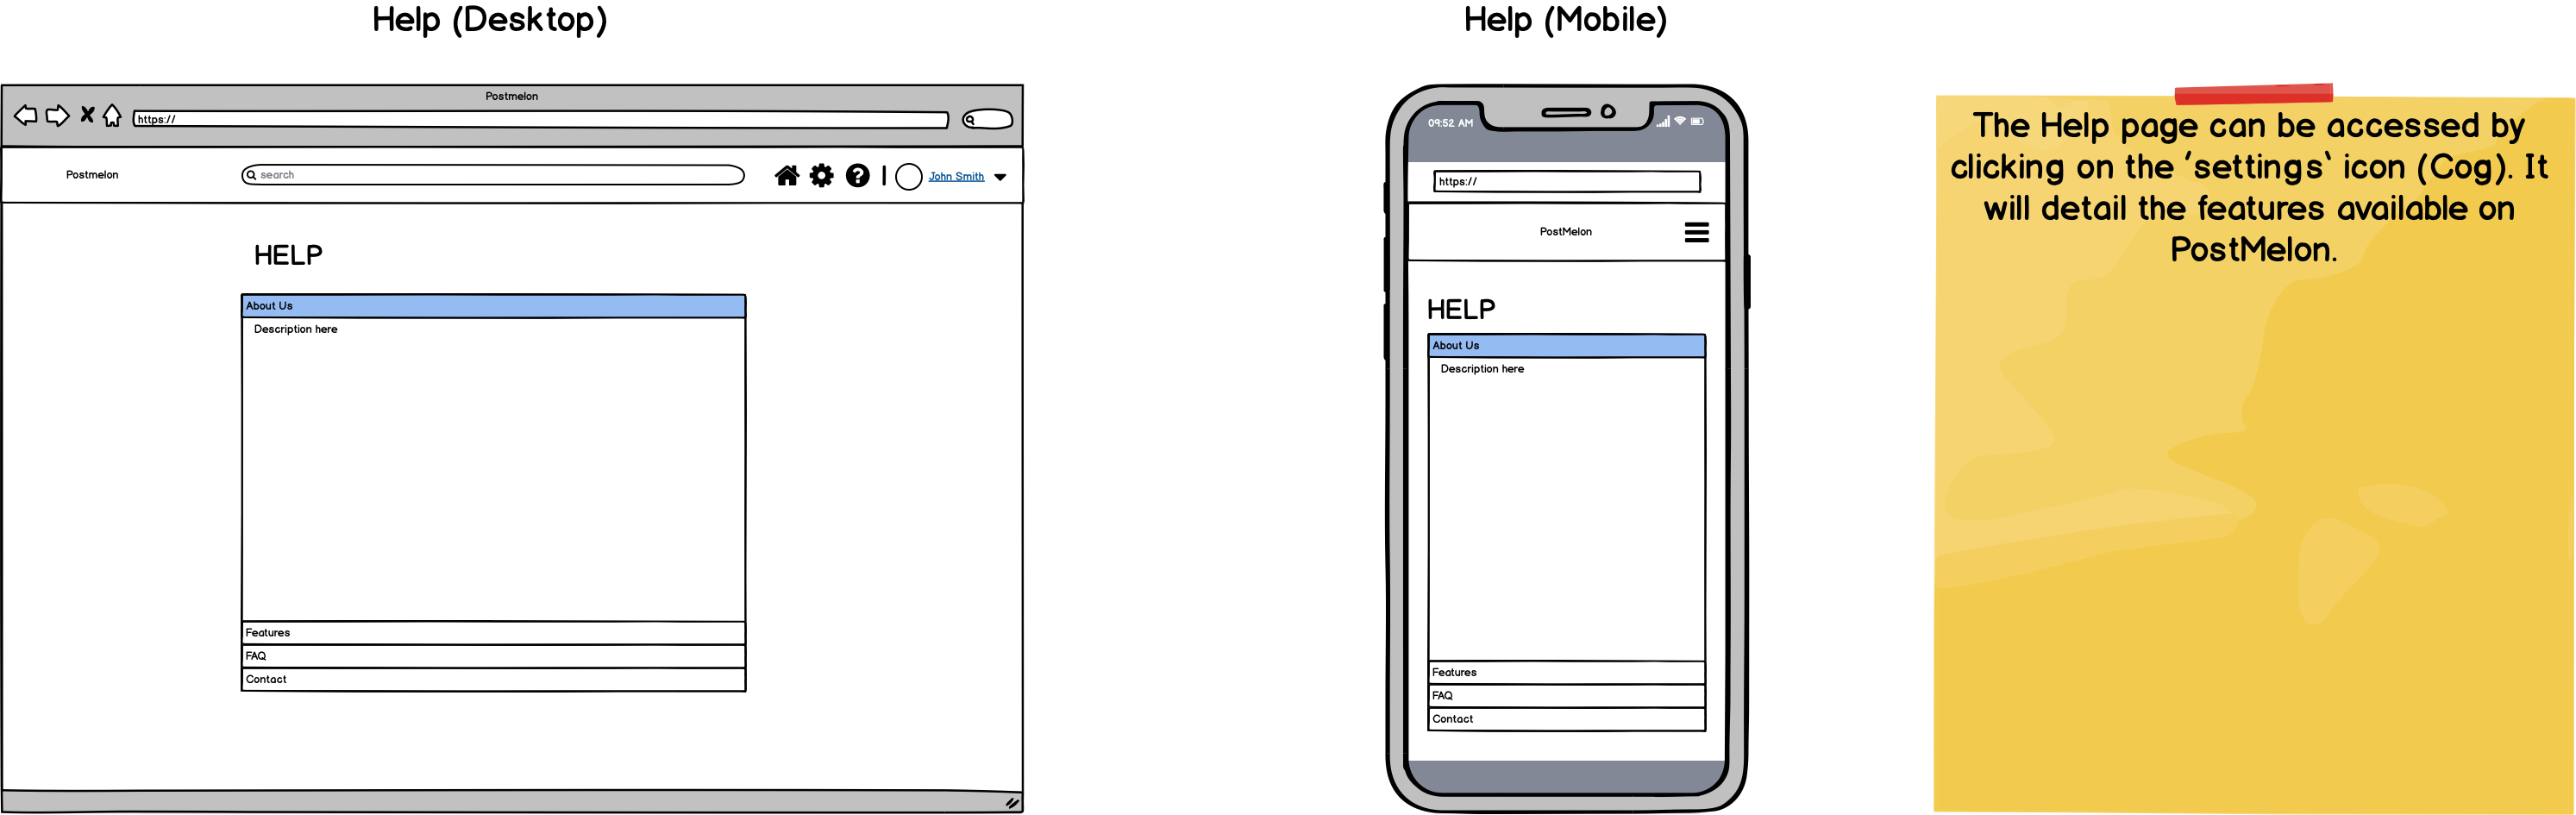 Help (Desktop)
Postmelon
https://
Postmelon
search
John Smith
HELP
About Us
Description here
Features
FAQ
Contact
Help (Mobile)
09:52 AM
https://
PostMelon
HELP
About Us
Description here
Features
FAQ
Contact
The Help page can be accessed by
clicking on the 'settings` icon (Cog). It
will detail the features available on
PostMelon.